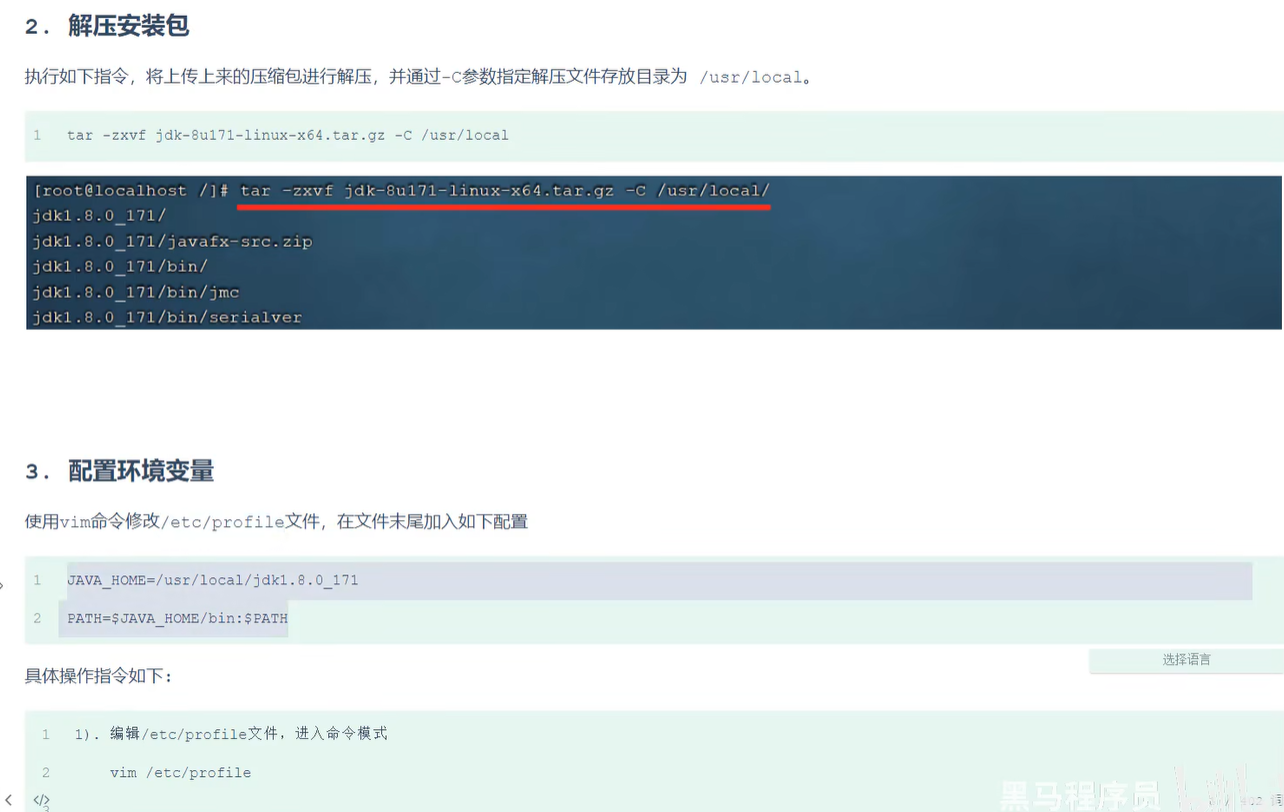 2. 解压安装包
执行如下指令，将上传上来的压缩包进行解压，并通过-C参数指定解压文件存放目录为 /usr/local。
1 tar -zxvf jdk-8u171-linux-x64.tar.gz -C /usr/local
[root@localhost /]# tar -zxvf jdk-8u171-linux-x64.tar.gz -C /usr/local/
jdk1.8.0_171/
jdk1.8.0_171/javafx-src.zip
jdk1.8.0_171/bin/
jdk1.8.0_171/bin/jmc
jdk1.8.0_171/bin/serialver
3. 配置环境变量
使用vim命令修改/etc/profile文件，在文件末尾加入如下配置
1 JAVA_HOME=/usr/local/jdk1.8.0_171
2 PATH=$JAVA_HOME/bin:$PATH
选择语言
具体操作指令如下：
1 1). 编辑/etc/profile文件，进入命令模式
2 vim /etc/profile
</>
3
黑马程序员